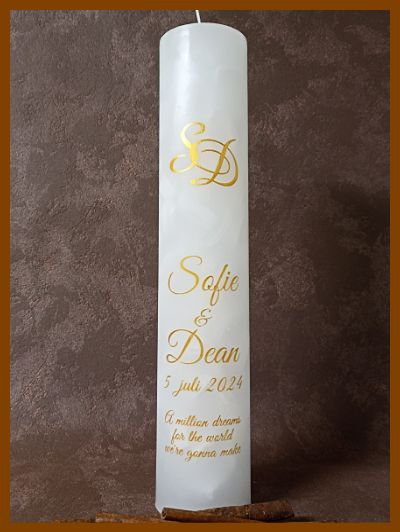 SD
Sofie
&
Dean
5 juli 2024
A million dreams
for the world
we're gonna make